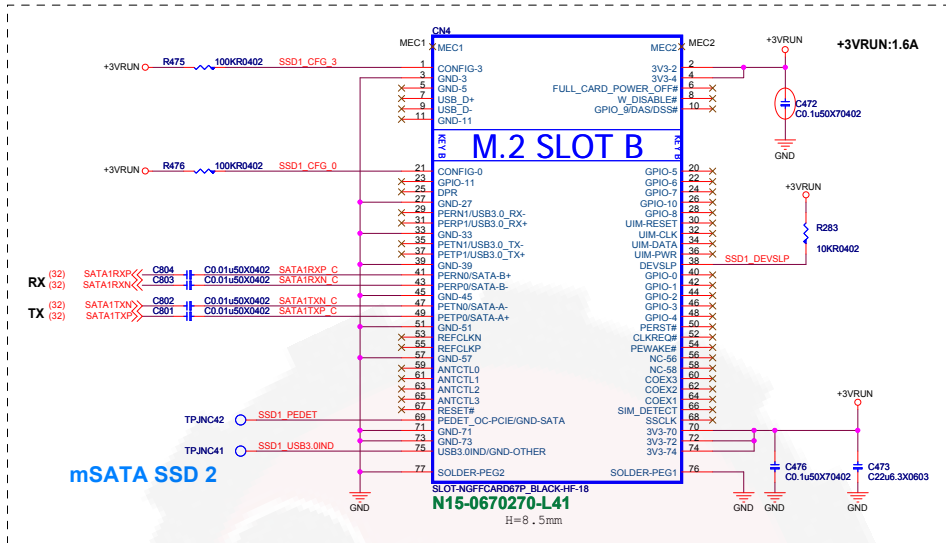 CN4
MEC1 MEC1 MEC2 MEC2
+3VRUN:1.6A
+3VRUN
+3VRUN R475 100KR0402 SSD1_CFG_3 1 CONFIG-3 3V3-2 2
3 GND-3 3V3-4 4
5 GND-5 FULL_CARD_POWER_OFF# 6
7 USB_D+ W_DISABLE# 8
9 USB_D- GPIO_9/DAS/DSS# 10
11 GND-11
C472
C0.1u50X70402
GND
KEY B M.2 SLOT B KEY B
+3VRUN R476 100KR0402 SSD1_CFG_0 21 CONFIG-0 GPIO-5 20
23 GPIO-11 GPIO-6 22
25 DPR GPIO-7 24
27 GND-27 GPIO-10 26
29 PERN1/USB3.0_RX- GPIO-8 28
31 PERP1/USB3.0_RX+ UIM-RESET 30
33 GND-33 UIM-CLK 32
35 PETN1/USB3.0_TX- UIM-DATA 34
37 PETP1/USB3.0_TX+ UIM-PWR 36
39 GND-39 DEVSLP 38 SSD1_DEVSLP
+3VRUN
R283
10KR0402
RX (32) SATA1RXP C804 C0.01u50X0402 SATA1RXP_C 41 PERN0/SATA-B+ GPIO-0 40
(32) SATA1RXN C803 C0.01u50X0402 SATA1RXN_C 43 PERP0/SATA-B- GPIO-1 42
45 GND-45 GPIO-2 44
TX (32) SATA1TXN C802 C0.01u50X0402 SATA1TXN_C 47 PETN0/SATA-A- GPIO-3 46
(32) SATA1TXP C801 C0.01u50X0402 SATA1TXP_C 49 PETP0/SATA-A+ GPIO-4 48
51 GND-51 PERST# 50
53 REFCLKN CLKREQ# 52
55 REFCLKP PEWAKE# 54
57 GND-57 NC-56 56
59 ANTCTL0 NC-58 58
61 ANTCTL1 COEX3 60
63 ANTCTL2 COEX2 62
65 ANTCTL3 COEX1 64
67 RESET# SIM_DETECT 66
TPJNC42 SSD1_PEDET 69 PEDET_OC-PCIE/GND-SATA SSCLK 68
71 GND-71 3V3-70 70
73 GND-73 3V3-72 72
TPJNC41 SSD1_USB3.0IND 75 USB3.0IND/GND-OTHER 3V3-74 74
+3VRUN
77 SOLDER-PEG2 SOLDER-PEG1 76
C476
C0.1u50X70402
C473
C22u6.3X0603
mSATA SSD 2
SLOT-NGFFCARD67P_BLACK-HF-18
N15-0670270-L41
H=8.5mm
GND GND GND GND